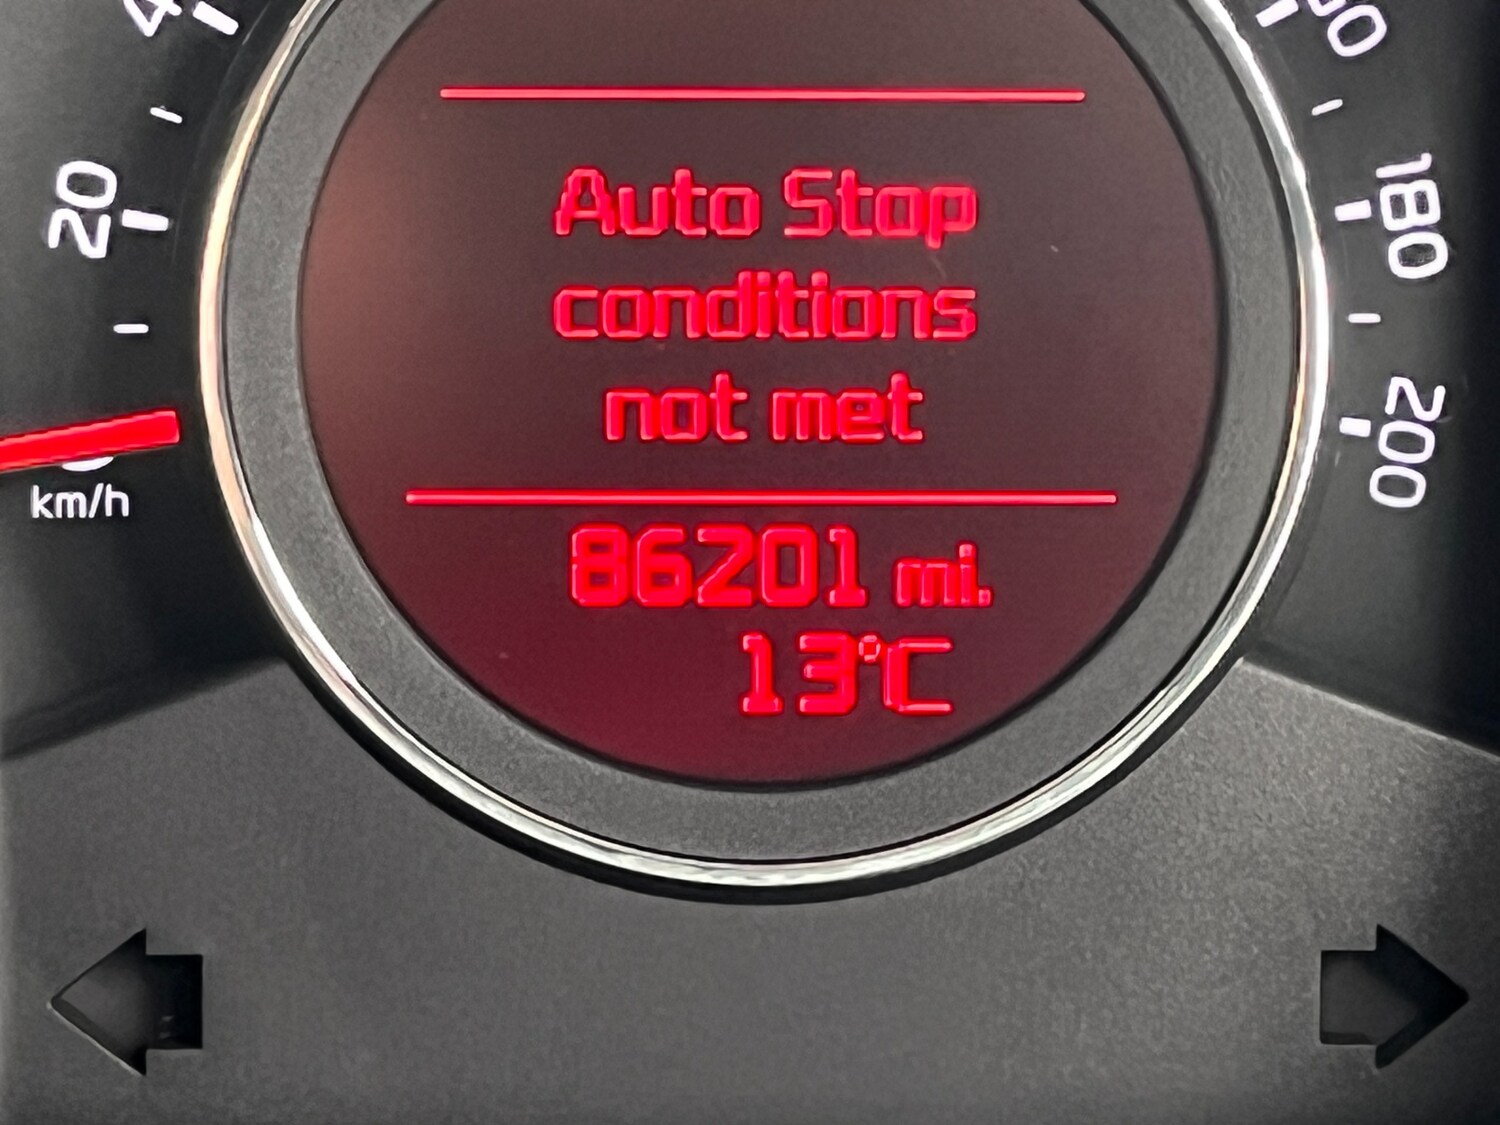 20
km/h
180
200
Auto Stop
conditions
not met
86201 mi.
13°C